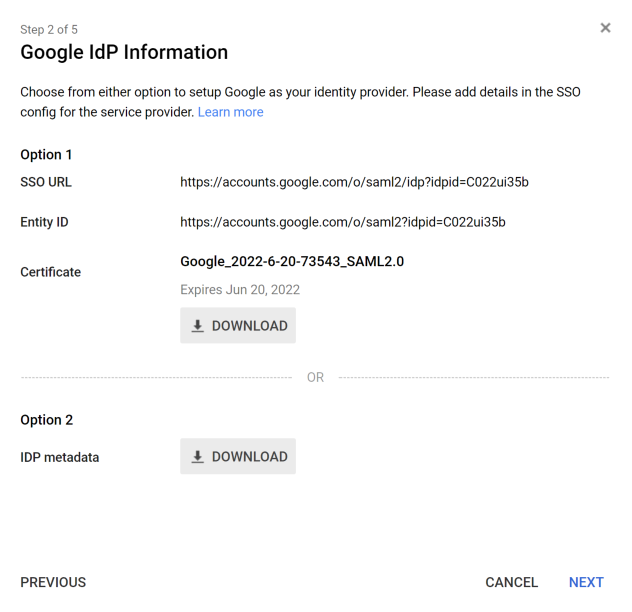 Step 2 of 5
Google IdP Information
Choose from either option to setup Google as your identity provider. Please add details in the SSO
config for the service provider. Learn more
Option 1
SSO URL https://accounts.google.com/o/saml2/idp?idpid=C022ui35b
Entity ID https://accounts.google.com/o/saml2?idpid=C022ui35b
Certificate Google_2022-6-20-73543_SAML2.0
Expires Jun 20, 2022
DOWNLOAD
OR
Option 2
IDP metadata DOWNLOAD
PREVIOUS CANCEL NEXT